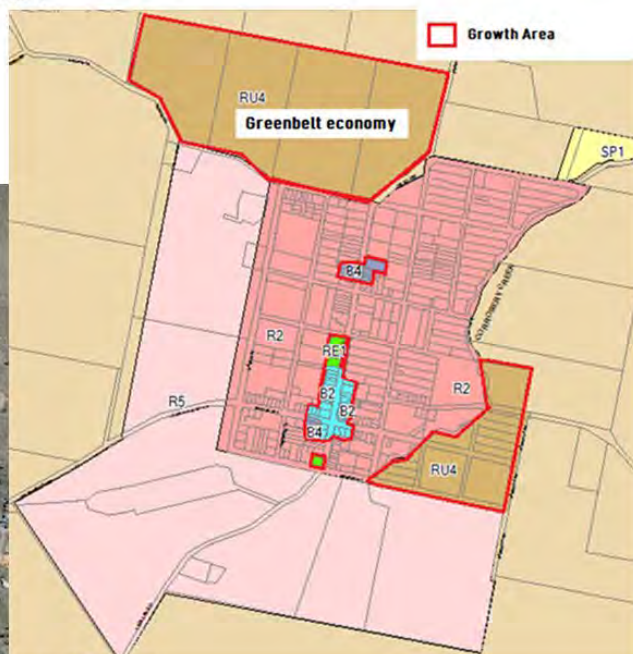 Growth Area
RU4
Greenbelt economy
SP1
B4
RE1
R2
R2
B2
B2
R5
B4
RU4